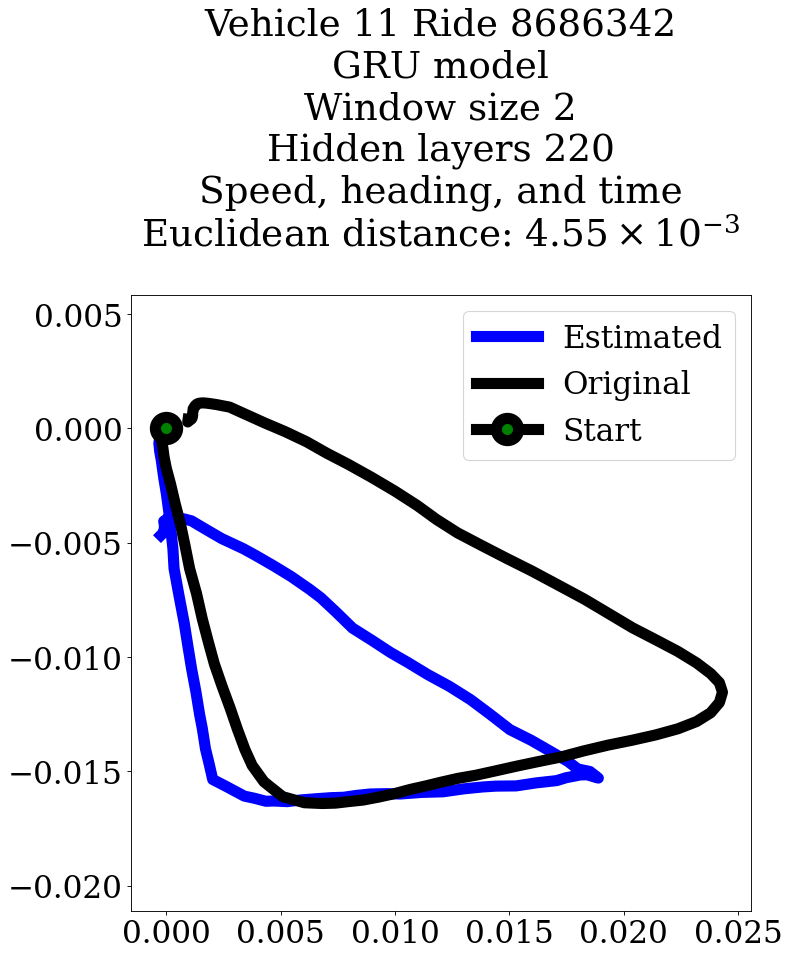 Vehicle 11 Ride 8686342
GRU model
Window size 2
Hidden layers 220
Speed, heading, and time
Euclidean distance: 4.55 × 10⁻³
Estimated
Original
Start
0.005
0.000
−0.005
−0.010
−0.015
−0.020
0.000 0.005 0.010 0.015 0.020 0.025